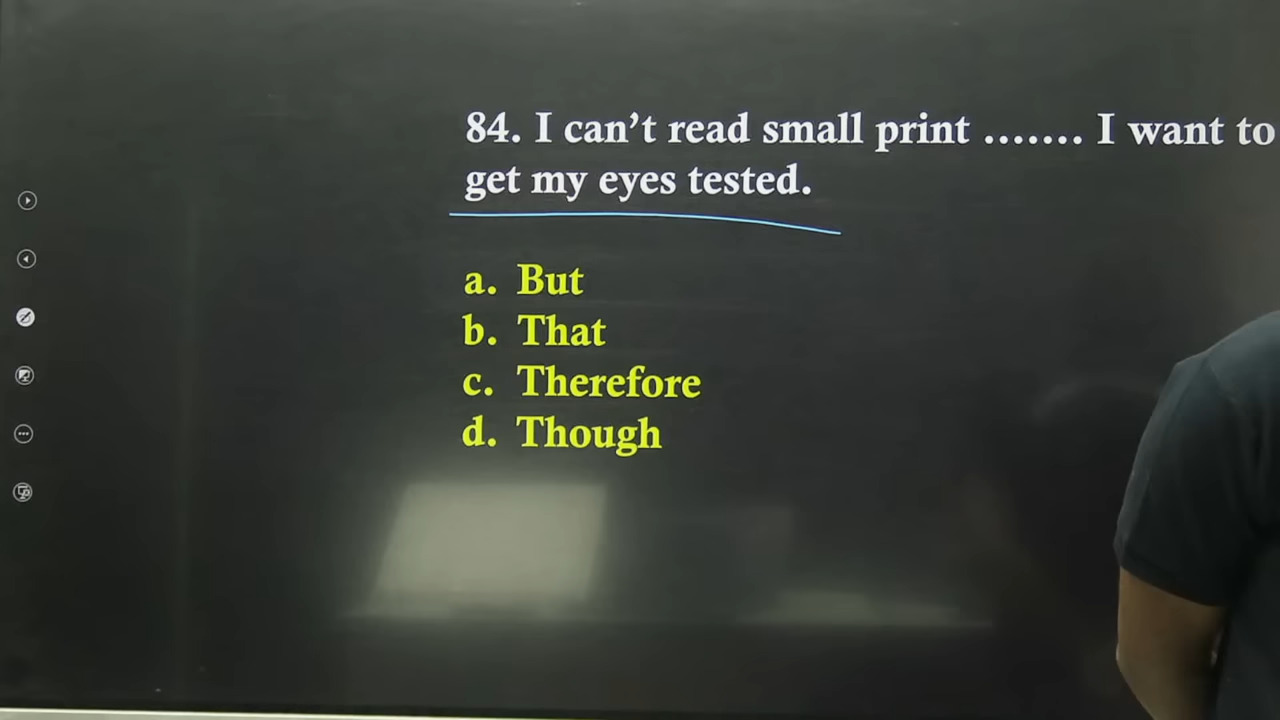 84. I can’t read small print ....... I want to
get my eyes tested.
a. But
b. That
c. Therefore
d. Though